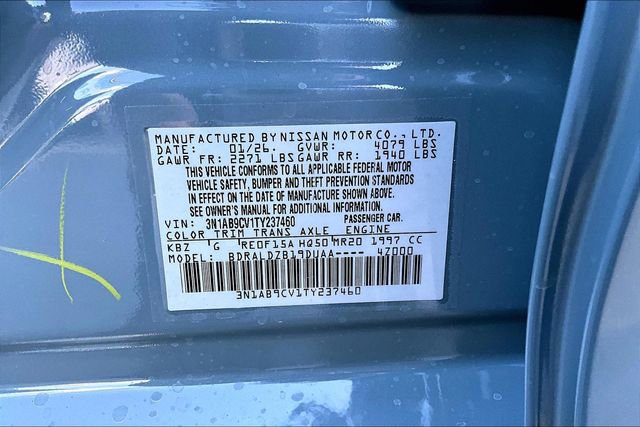 MANUFACTURED BY NISSAN MOTOR CO., LTD.
DATE: 01/26. GVWR: 4079 LBS
GAWR FR: 2271 LBS GAWR RR: 1940 LBS
THIS VEHICLE CONFORMS TO ALL APPLICABLE FEDERAL MOTOR
VEHICLE SAFETY, BUMPER AND THEFT PREVENTION STANDARDS
IN EFFECT ON THE DATE OF MANUFACTURE SHOWN ABOVE.
SEE OWNER'S MANUAL FOR ADDITIONAL INFORMATION.
VIN: 3N1AB9CV1TY237460 PASSENGER CAR.
COLOR TRIM TRANS AXLE ENGINE
KBZ G RE0F15A HQ50 MR20 1997 CC
MODEL: BDRALDZB19DUAA---- 47000
3N1AB9CV1TY237460